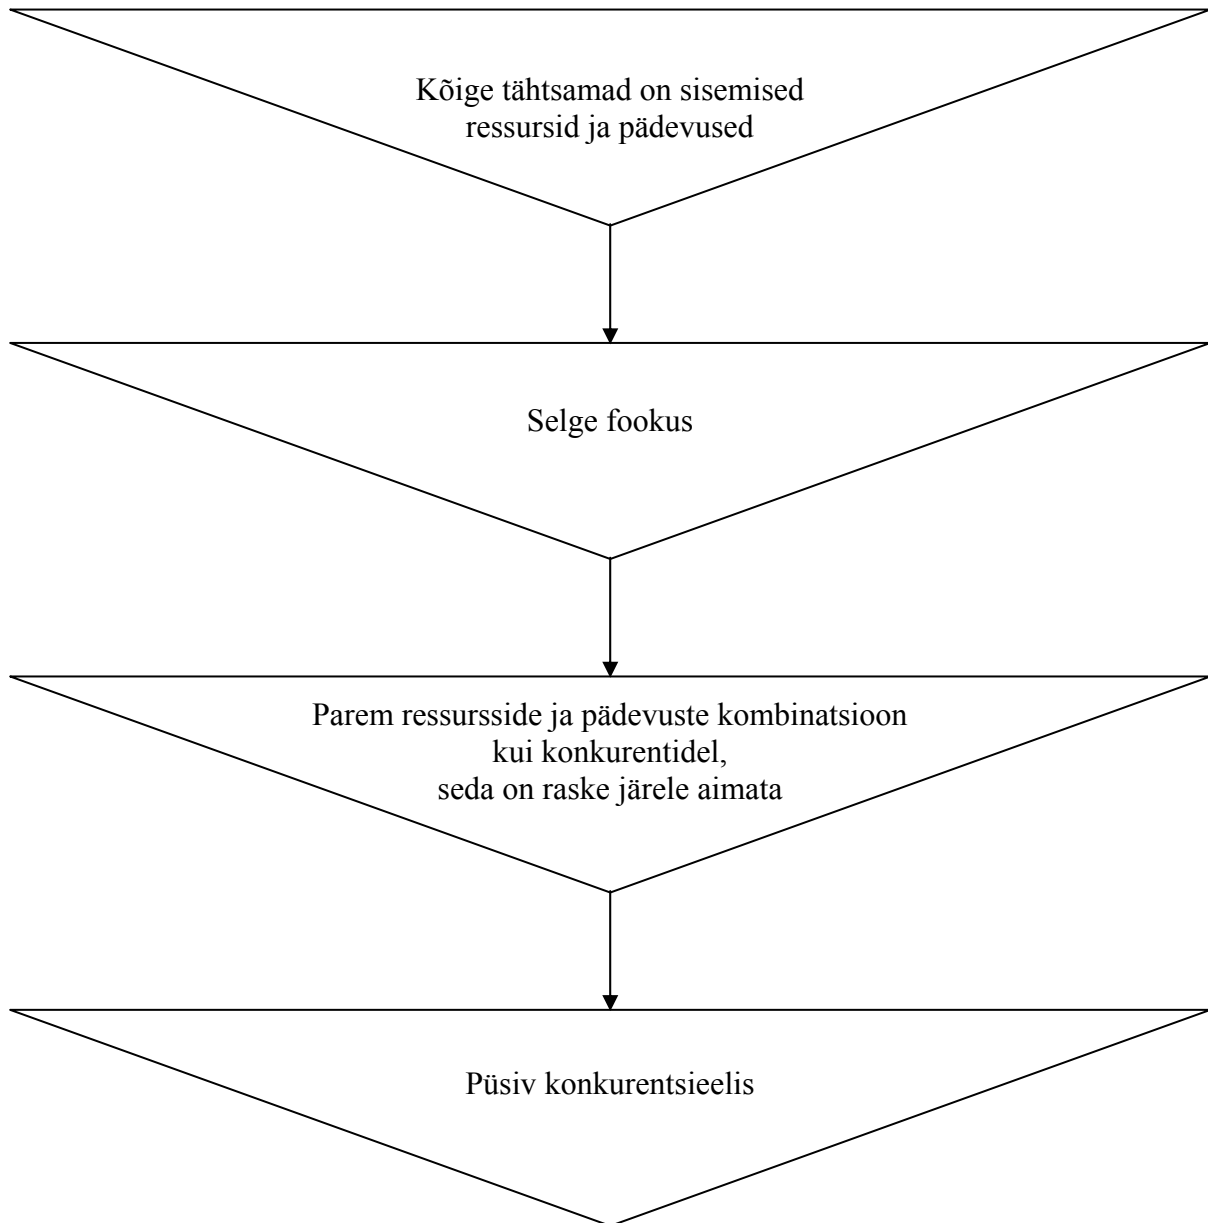 Kõige tähtsamad on sisemised
ressursid ja pädevused
Selge fookus
Parem ressursside ja pädevuste kombinatsioon
kui konkurentidel,
seda on raske järele aimata
Püsiv konkurentsieelis